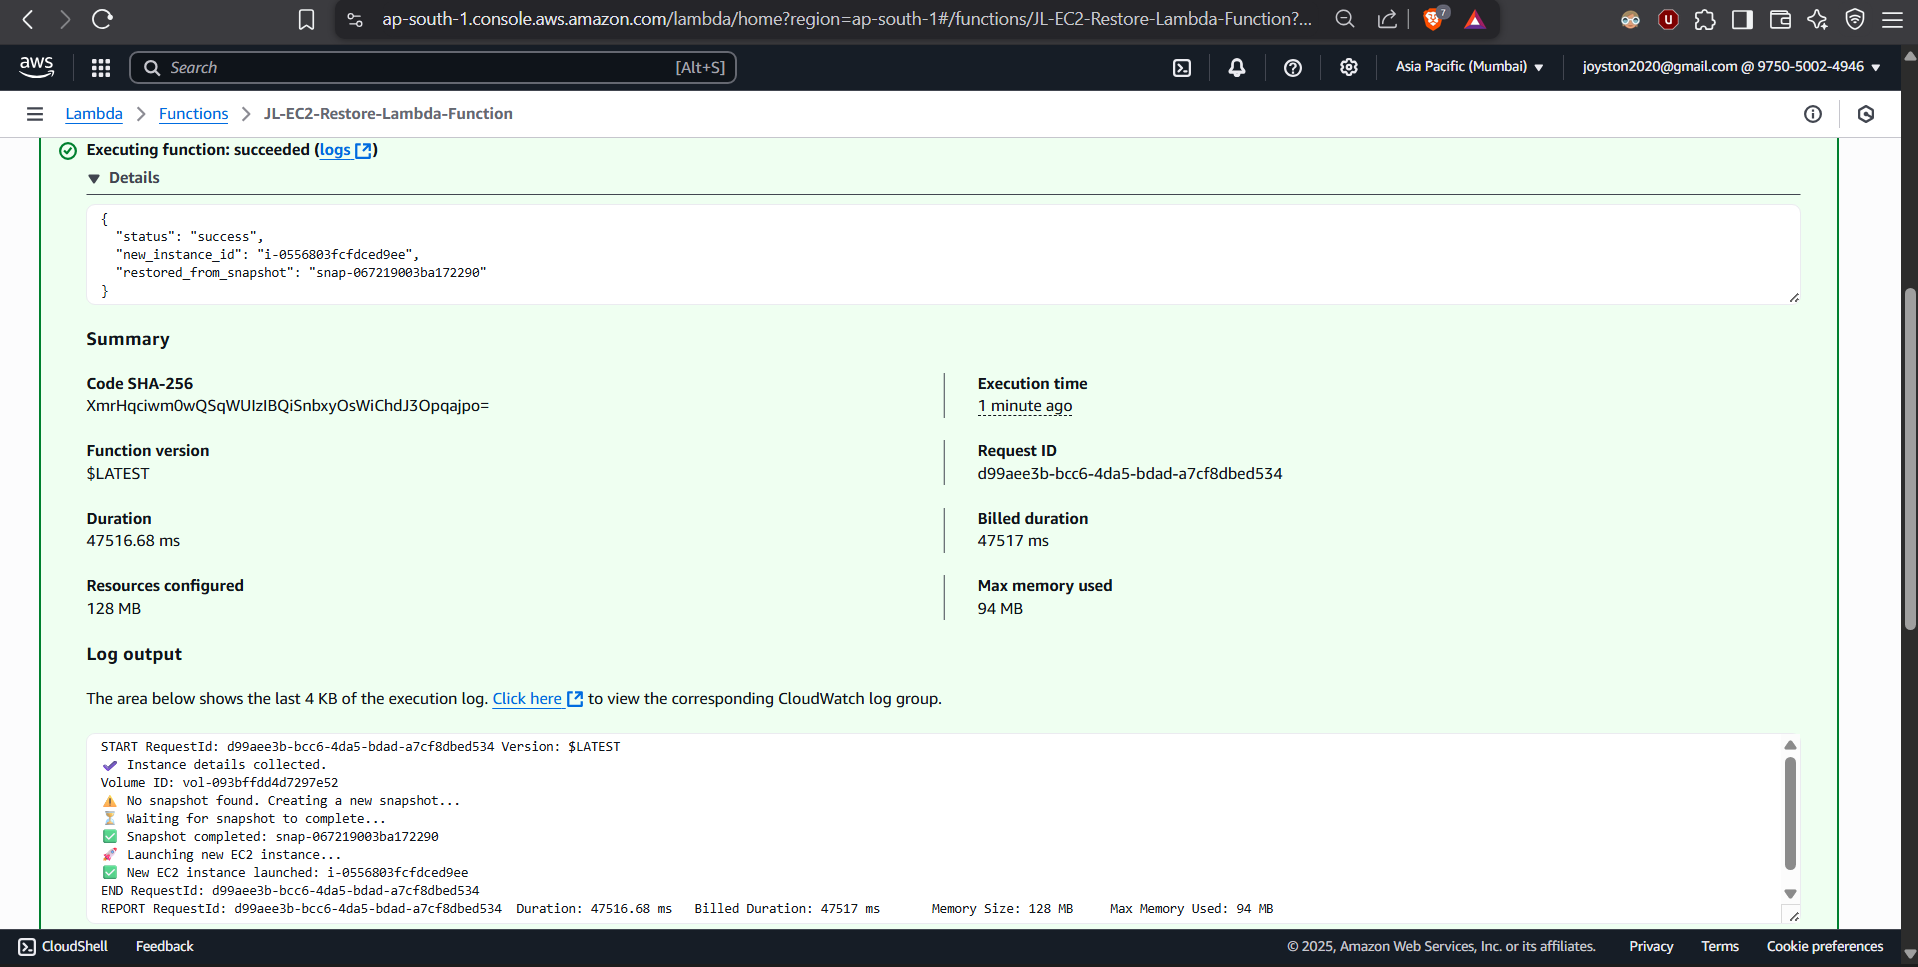 ap-south-1.console.aws.amazon.com/lambda/home?region=ap-south-1#/functions/JL-EC2-Restore-Lambda-Function?...
7
aws
Search
[Alt+S]
Asia Pacific (Mumbai)
joyston2020@gmail.com @ 9750-5002-4946
Lambda
Functions
JL-EC2-Restore-Lambda-Function
Executing function: succeeded (logs)
Details
{
"status": "success",
"new_instance_id": "i-0556803fcfdced9ee",
"restored_from_snapshot": "snap-067219003ba172290"
}
Summary
Code SHA-256
XmrHqciwm0wQSqWUIzIBQiSnbxyOsWiChdJ3Opqajpo=
Execution time
1 minute ago
Function version
$LATEST
Request ID
d99aee3b-bcc6-4da5-bdad-a7cf8dbed534
Duration
47516.68 ms
Billed duration
47517 ms
Resources configured
128 MB
Max memory used
94 MB
Log output
The area below shows the last 4 KB of the execution log. Click here to view the corresponding CloudWatch log group.
START RequestId: d99aee3b-bcc6-4da5-bdad-a7cf8dbed534 Version: $LATEST
✔ Instance details collected.
Volume ID: vol-093bffdd4d7297e52
⚠️ No snapshot found. Creating a new snapshot...
⏳ Waiting for snapshot to complete...
✅ Snapshot completed: snap-067219003ba172290
🚀 Launching new EC2 instance...
✅ New EC2 instance launched: i-0556803fcfdced9ee
END RequestId: d99aee3b-bcc6-4da5-bdad-a7cf8dbed534
REPORT RequestId: d99aee3b-bcc6-4da5-bdad-a7cf8dbed534 Duration: 47516.68 ms Billed Duration: 47517 ms Memory Size: 128 MB Max Memory Used: 94 MB
CloudShell
Feedback
© 2025, Amazon Web Services, Inc. or its affiliates.
Privacy
Terms
Cookie preferences